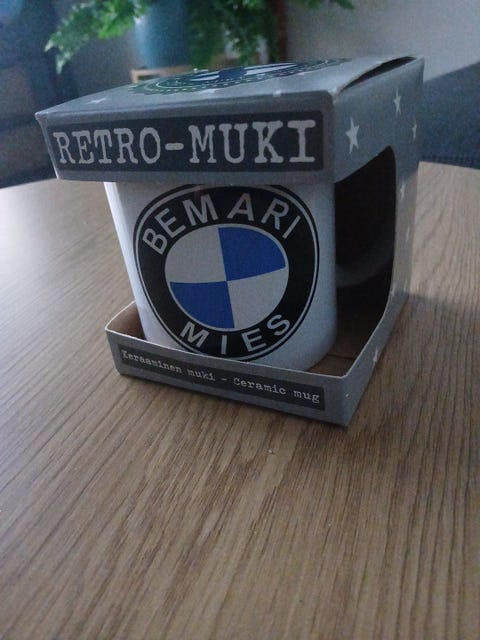 RETRO-MUKI
BEMARI
MIES
Keraaminen muki - Ceramic mug